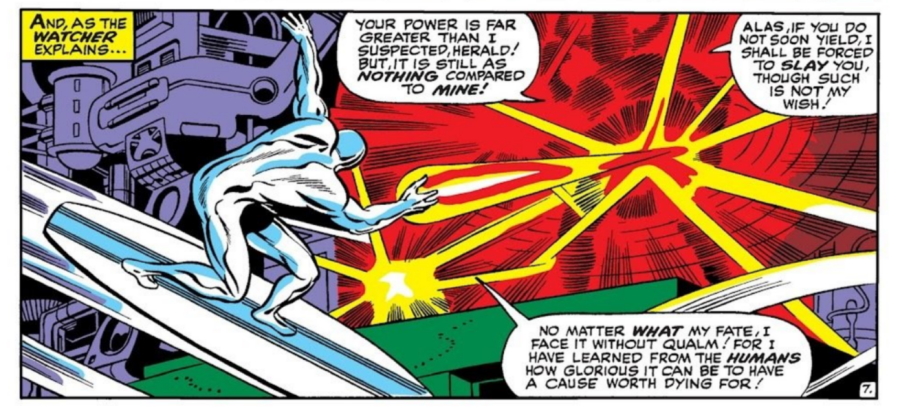 AND, AS THE
WATCHER
EXPLAINS...
YOUR POWER IS FAR
GREATER THAN I
SUSPECTED, HERALD!
BUT, IT IS STILL AS
NOTHING COMPARED
TO MINE!
ALAS, IF YOU DO
NOT SOON YIELD, I
SHALL BE FORCED
TO SLAY YOU,
THOUGH SUCH
IS NOT MY
WISH!
NO MATTER WHAT MY FATE, I
FACE IT WITHOUT QUALM! FOR I
HAVE LEARNED FROM THE HUMANS
HOW GLORIOUS IT CAN BE TO HAVE
A CAUSE WORTH DYING FOR!
7.